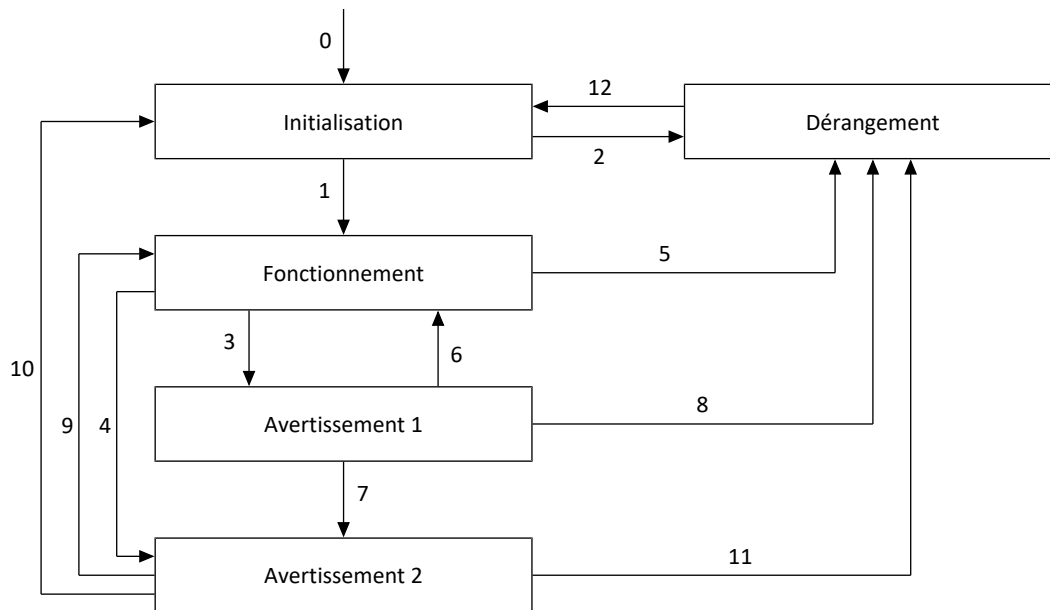 0
Initialisation
12
2
Dérangement
1
Fonctionnement
5
3
6
10
9
4
Avertissement 1
8
7
Avertissement 2
11